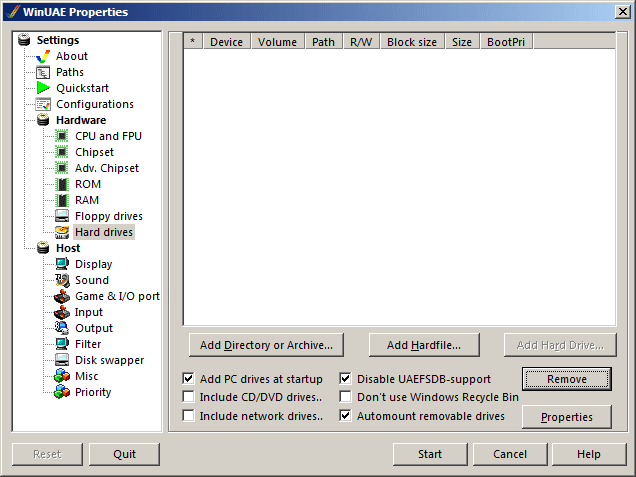 WinUAE Properties
Settings
About
Paths
Quickstart
Configurations
Hardware
CPU and FPU
Chipset
Adv. Chipset
ROM
RAM
Floppy drives
Hard drives
Host
Display
Sound
Game & I/O port
Input
Output
Filter
Disk swapper
Misc
Priority
* Device Volume Path R/W Block size Size BootPri
Add Directory or Archive... Add Hardfile... Add Hard Drive...
Add PC drives at startup Disable UAEFSDB-support Remove
Include CD/DVD drives.. Don't use Windows Recycle Bin
Include network drives.. Automount removable drives Properties
Reset Quit Start Cancel Help